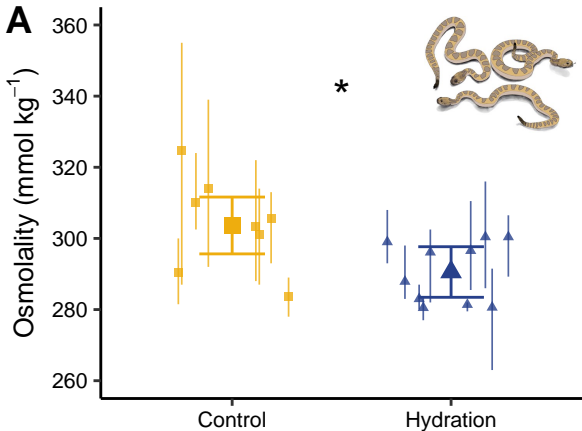 A
Osmolality (mmol kg⁻¹)
360
340
320
300
280
260
*
Control
Hydration